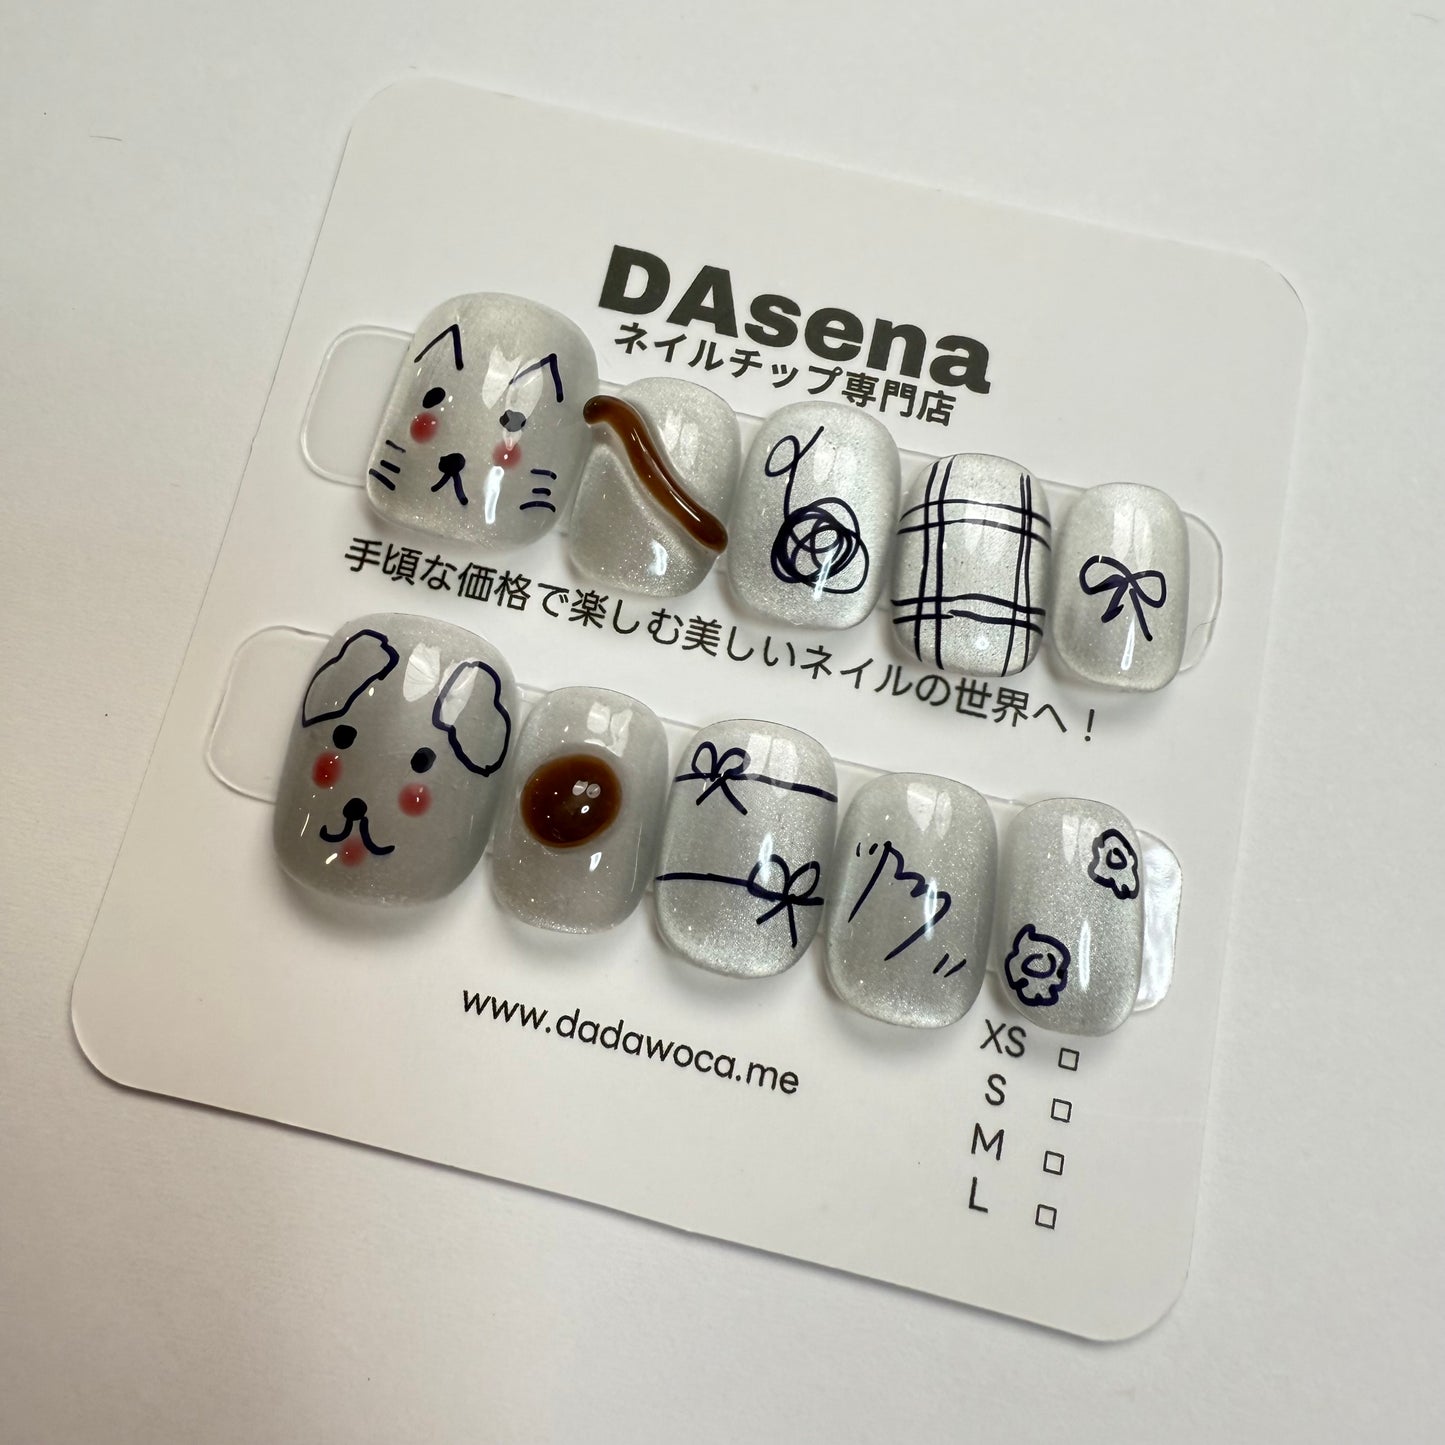 DAsena
ネイルチップ専門店
手頃な価格で楽しむ美しいネイルの世界へ！
www.dadawoca.me
XS □
S □
M □
L □